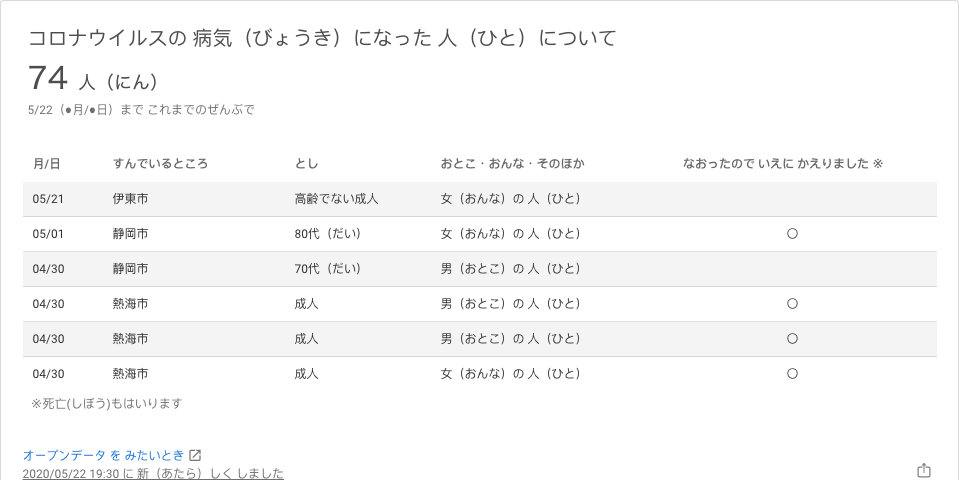 コロナウイルスの 病気（びょうき）になった 人（ひと）について
74 人（にん）
5/22（●月/●日）まで これまでのぜんぶで
月/日 すんでいるところ とし おとこ・おんな・そのほか なおったので いえに かえりました ※
05/21 伊東市 高齢でない成人 女（おんな）の 人（ひと）
05/01 静岡市 80代（だい） 女（おんな）の 人（ひと） 〇
04/30 静岡市 70代（だい） 男（おとこ）の 人（ひと）
04/30 熱海市 成人 男（おとこ）の 人（ひと） 〇
04/30 熱海市 成人 男（おとこ）の 人（ひと） 〇
04/30 熱海市 成人 女（おんな）の 人（ひと） 〇
※死亡(しぼう)もはいります
オープンデータ を みたいとき
2020/05/22 19:30 に 新（あたら）しく しました